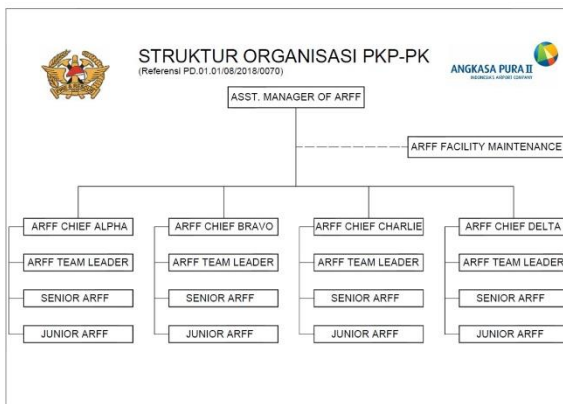 STRUKTUR ORGANISASI PKP-PK
(Referensi PD.01.01/08/2018/0070)
ANGKASA PURA II
INDONESIA'S AIRPORT COMPANY
ASST. MANAGER OF ARFF
ARFF FACILITY MAINTENANCE
ARFF CHIEF ALPHA
ARFF CHIEF BRAVO
ARFF CHIEF CHARLIE
ARFF CHIEF DELTA
ARFF TEAM LEADER
ARFF TEAM LEADER
ARFF TEAM LEADER
ARFF TEAM LEADER
SENIOR ARFF
SENIOR ARFF
SENIOR ARFF
SENIOR ARFF
JUNIOR ARFF
JUNIOR ARFF
JUNIOR ARFF
JUNIOR ARFF